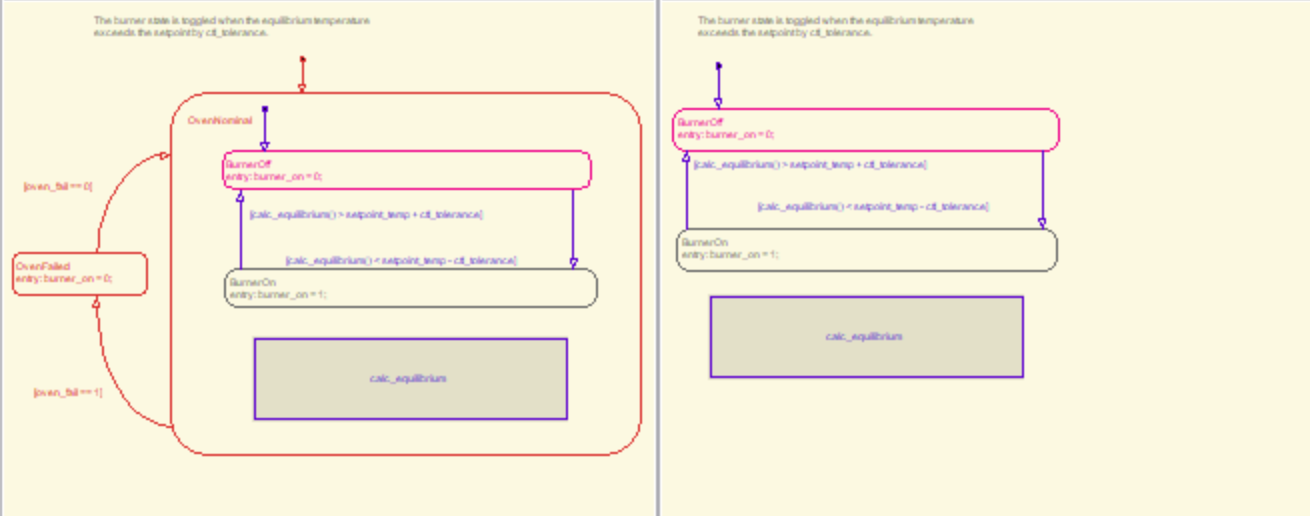 The burner state is toggled when the equilibrium temperature
exceeds the setpoint by ctl_tolerance.
OvenNominal
BurnerOff
entry: burner_on = 0;
[oven_fail == 0]
[calc_equilibrium() > setpoint_temp + ctl_tolerance]
[calc_equilibrium() < setpoint_temp - ctl_tolerance]
OvenFailed
entry: burner_on = 0;
BurnerOn
entry: burner_on = 1;
calc_equilibrium
[oven_fail == 1]
The burner state is toggled when the equilibrium temperature
exceeds the setpoint by ctl_tolerance.
BurnerOff
entry: burner_on = 0;
[calc_equilibrium() > setpoint_temp + ctl_tolerance]
[calc_equilibrium() < setpoint_temp - ctl_tolerance]
BurnerOn
entry: burner_on = 1;
calc_equilibrium